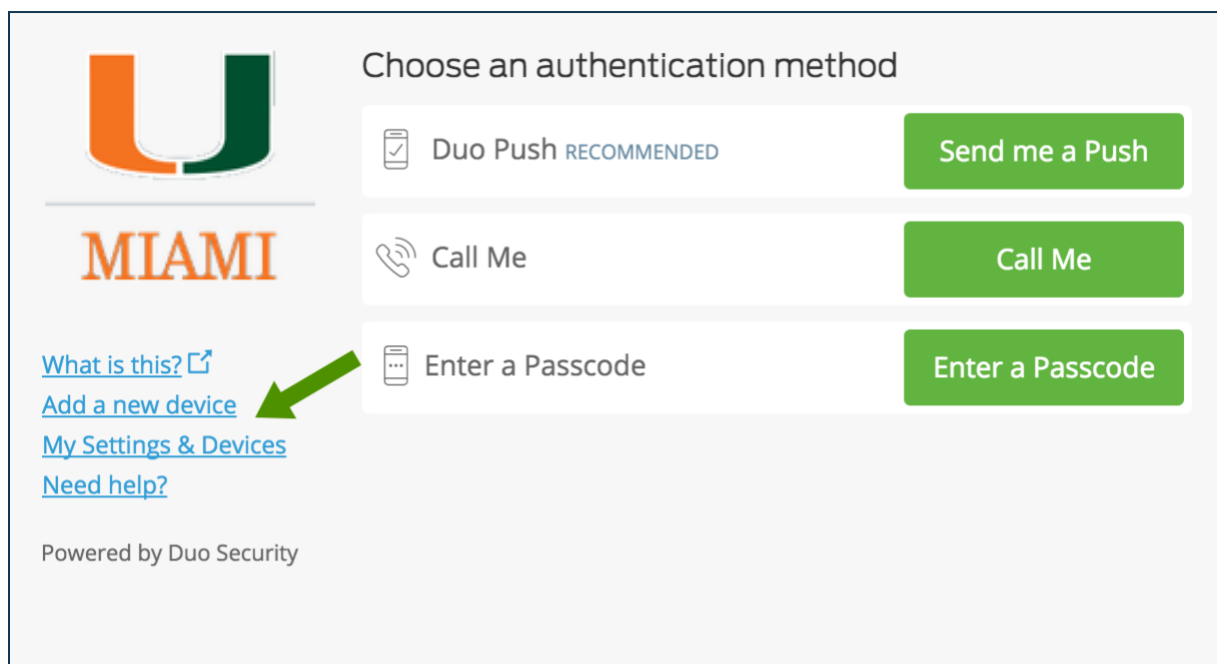 U
MIAMI
What is this?
Add a new device
My Settings & Devices
Need help?
Powered by Duo Security
Choose an authentication method
Duo Push RECOMMENDED
Send me a Push
Call Me
Call Me
Enter a Passcode
Enter a Passcode